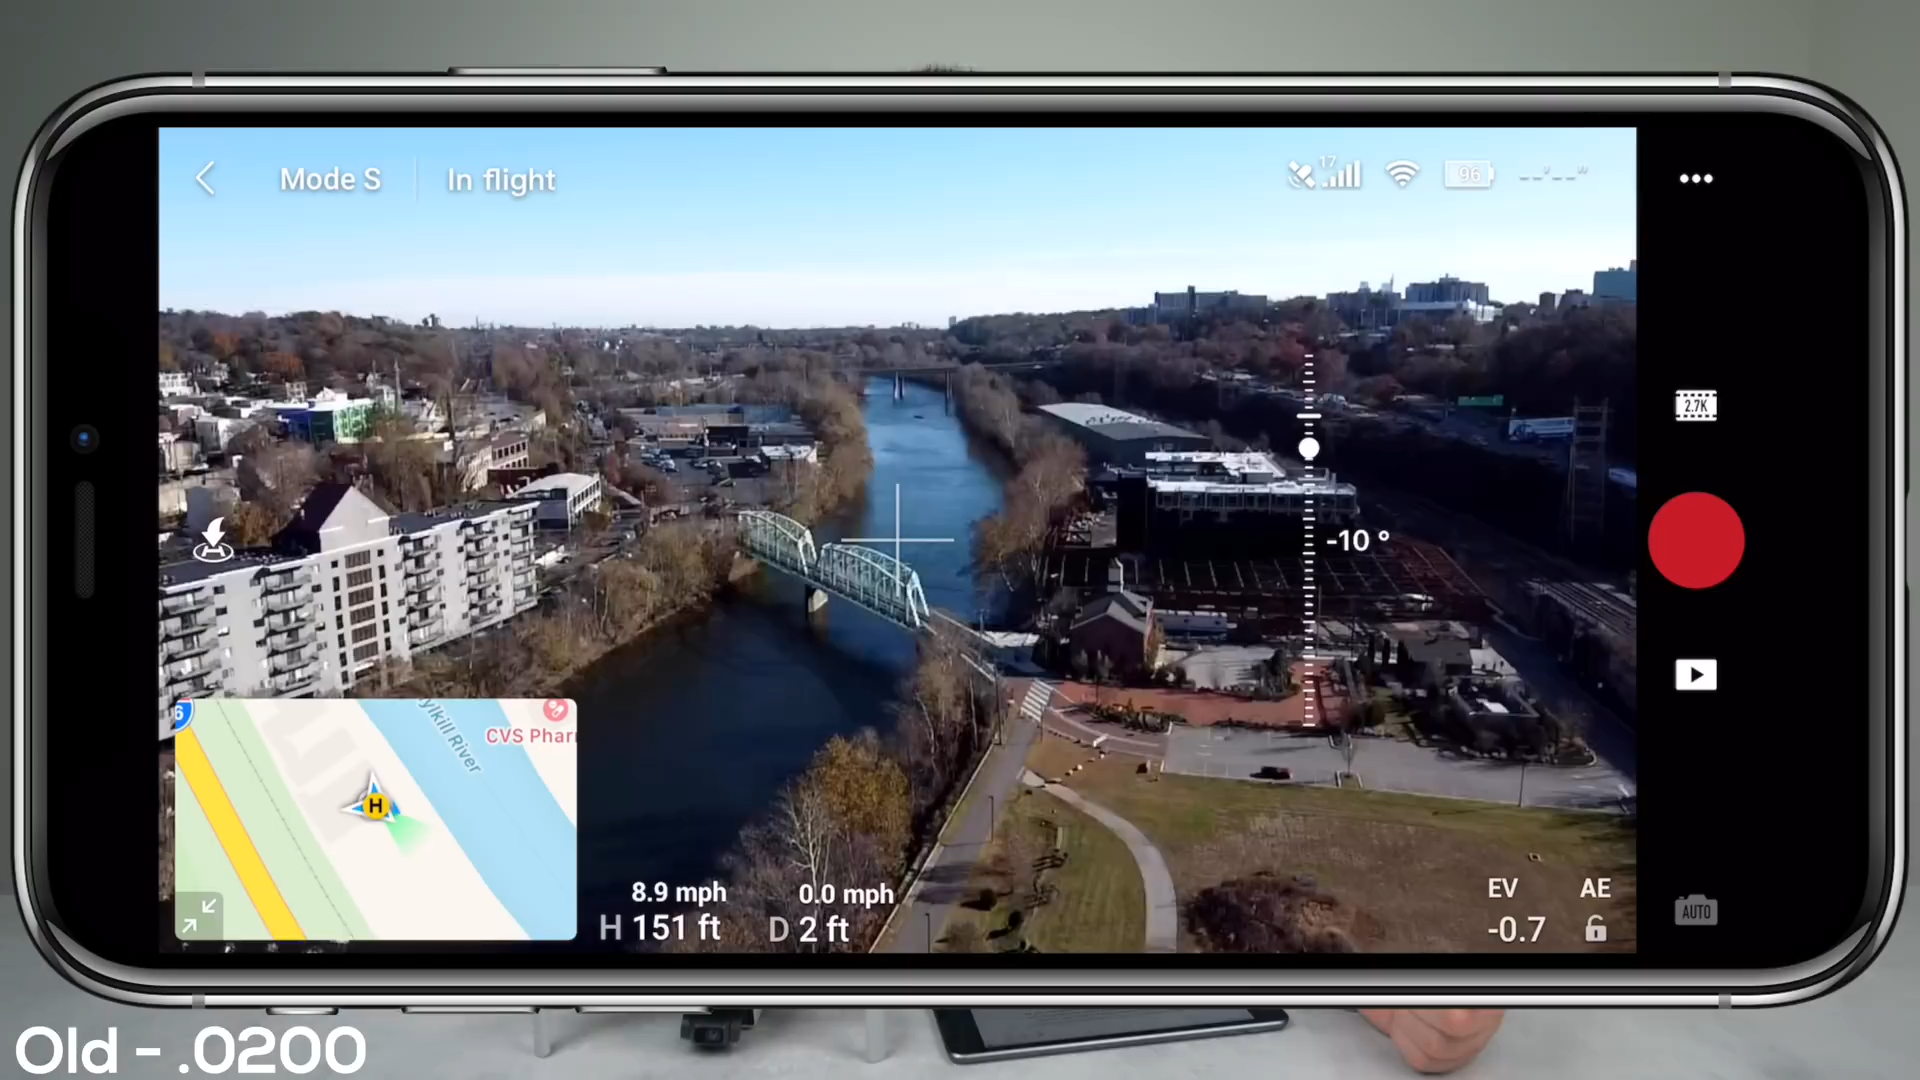 Mode S
In flight
17
96
--'--"
2.7K
-10 °
6
ylkill River
CVS Phar
H
8.9 mph
0.0 mph
H 151 ft
D 2 ft
EV
AE
-0.7
AUTO
Old - .0200